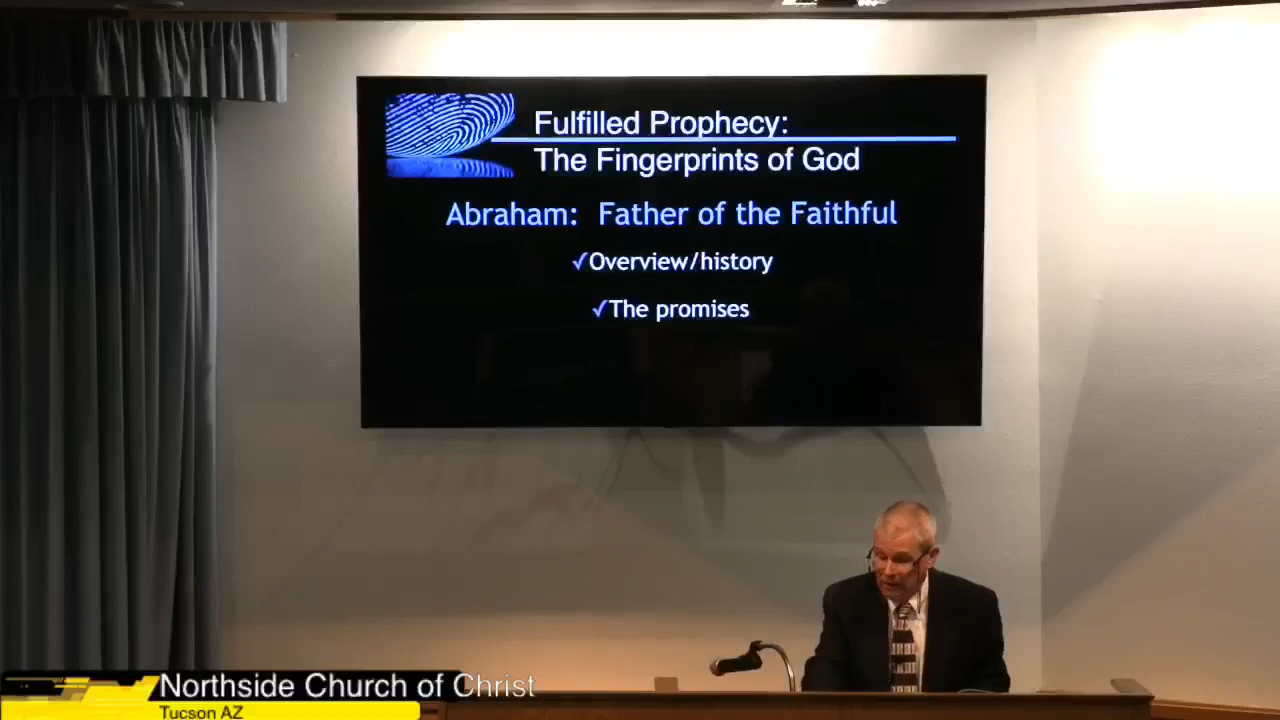 Fulfilled Prophecy:
The Fingerprints of God
Abraham:  Father of the Faithful
✓Overview/history
✓The promises
Northside Church of Christ
Tucson AZ